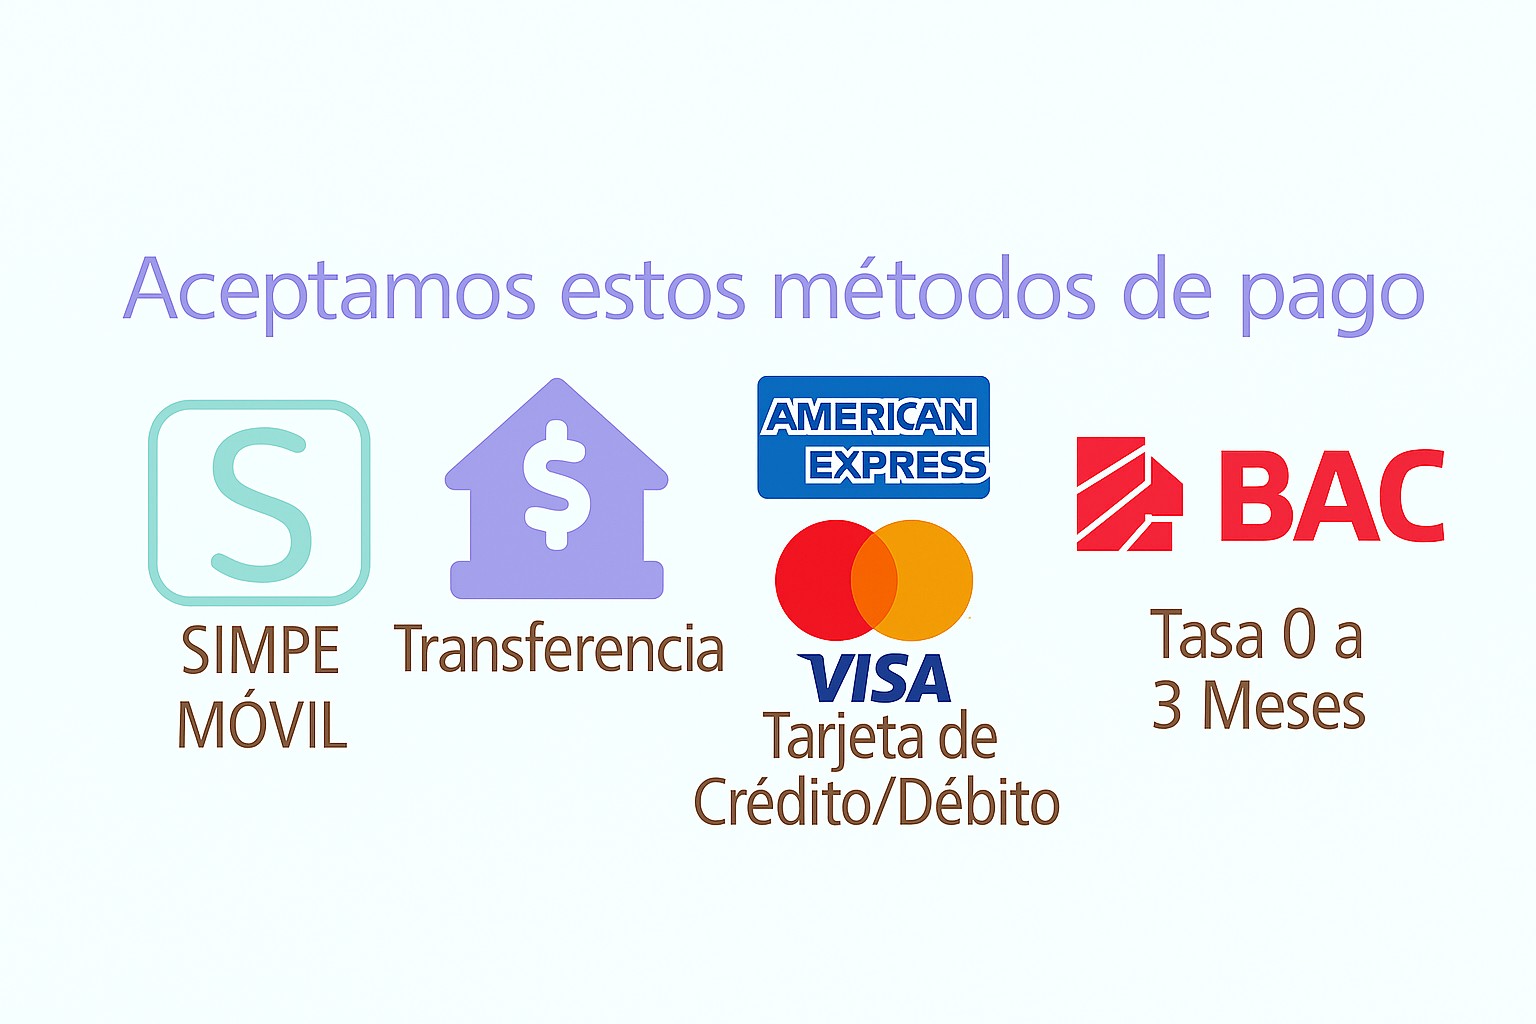 Aceptamos estos métodos de pago
S
SIMPE
MÓVIL
$
Transferencia
AMERICAN
EXPRESS
VISA
Tarjeta de
Crédito/Débito
BAC
Tasa 0 a
3 Meses